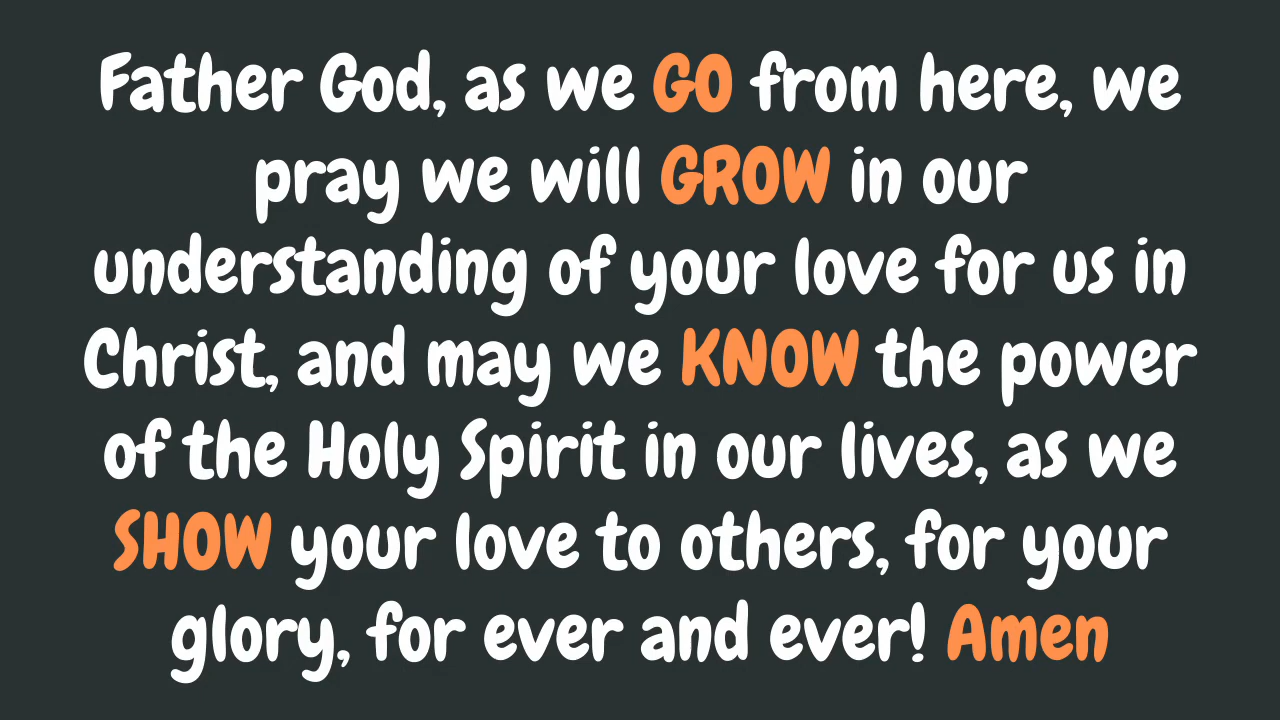 Father God, as we GO from here, we
pray we will GROW in our
understanding of your love for us in
Christ, and may we KNOW the power
of the Holy Spirit in our lives, as we
SHOW your love to others, for your
glory, for ever and ever! Amen